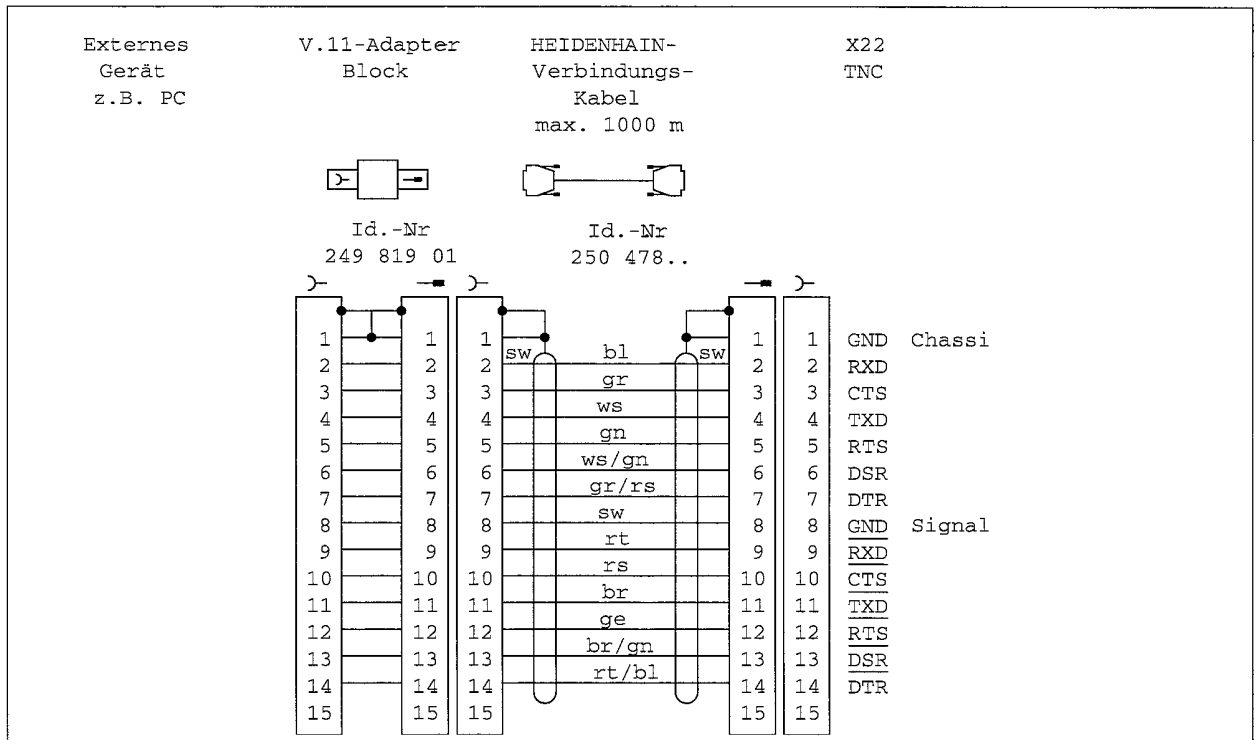 Externes V.11-Adapter HEIDENHAIN- X22
Gerät Block Verbindungs- TNC
z.B. PC Kabel
max. 1000 m
Id.-Nr Id.-Nr
249 819 01 250 478..
1 1 1 1 1 GND Chassi
sw bl sw
2 2 2 2 2 RXD
gr
3 3 3 3 3 CTS
ws
4 4 4 4 4 TXD
gn
5 5 5 5 5 RTS
ws/gn
6 6 6 6 6 DSR
gr/rs
7 7 7 7 7 DTR
sw
8 8 8 8 8 GND Signal
rt
9 9 9 9 9 RXD
rs
10 10 10 10 10 CTS
br
11 11 11 11 11 TXD
ge
12 12 12 12 12 RTS
br/gn
13 13 13 13 13 DSR
rt/bl
14 14 14 14 14 DTR
15 15 15 15 15